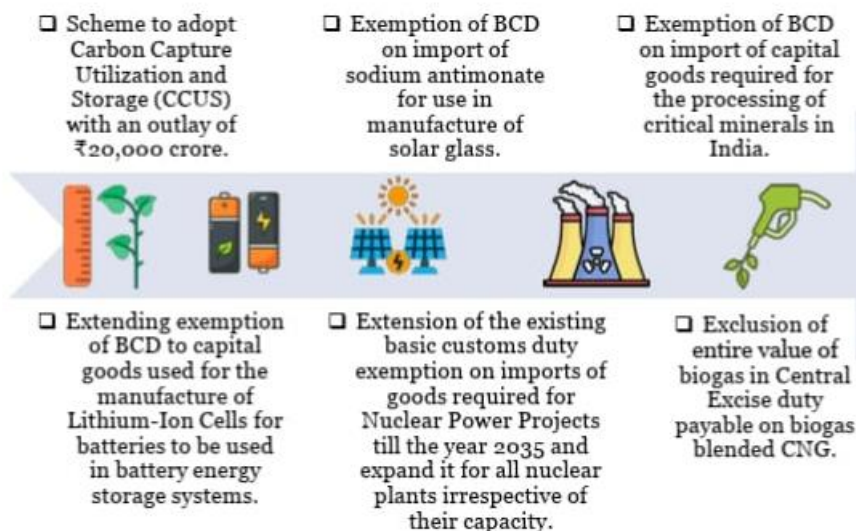 ❑ Scheme to adopt
Carbon Capture
Utilization and
Storage (CCUS)
with an outlay of
₹20,000 crore.
❑ Exemption of BCD
on import of
sodium antimonate
for use in
manufacture of
solar glass.
❑ Exemption of BCD
on import of capital
goods required for
the processing of
critical minerals in
India.
❑ Extending exemption
of BCD to capital
goods used for the
manufacture of
Lithium-Ion Cells for
batteries to be used
in battery energy
storage systems.
❑ Extension of the existing
basic customs duty
exemption on imports of
goods required for
Nuclear Power Projects
till the year 2035 and
expand it for all nuclear
plants irrespective of
their capacity.
❑ Exclusion of
entire value of
biogas in Central
Excise duty
payable on biogas
blended CNG.